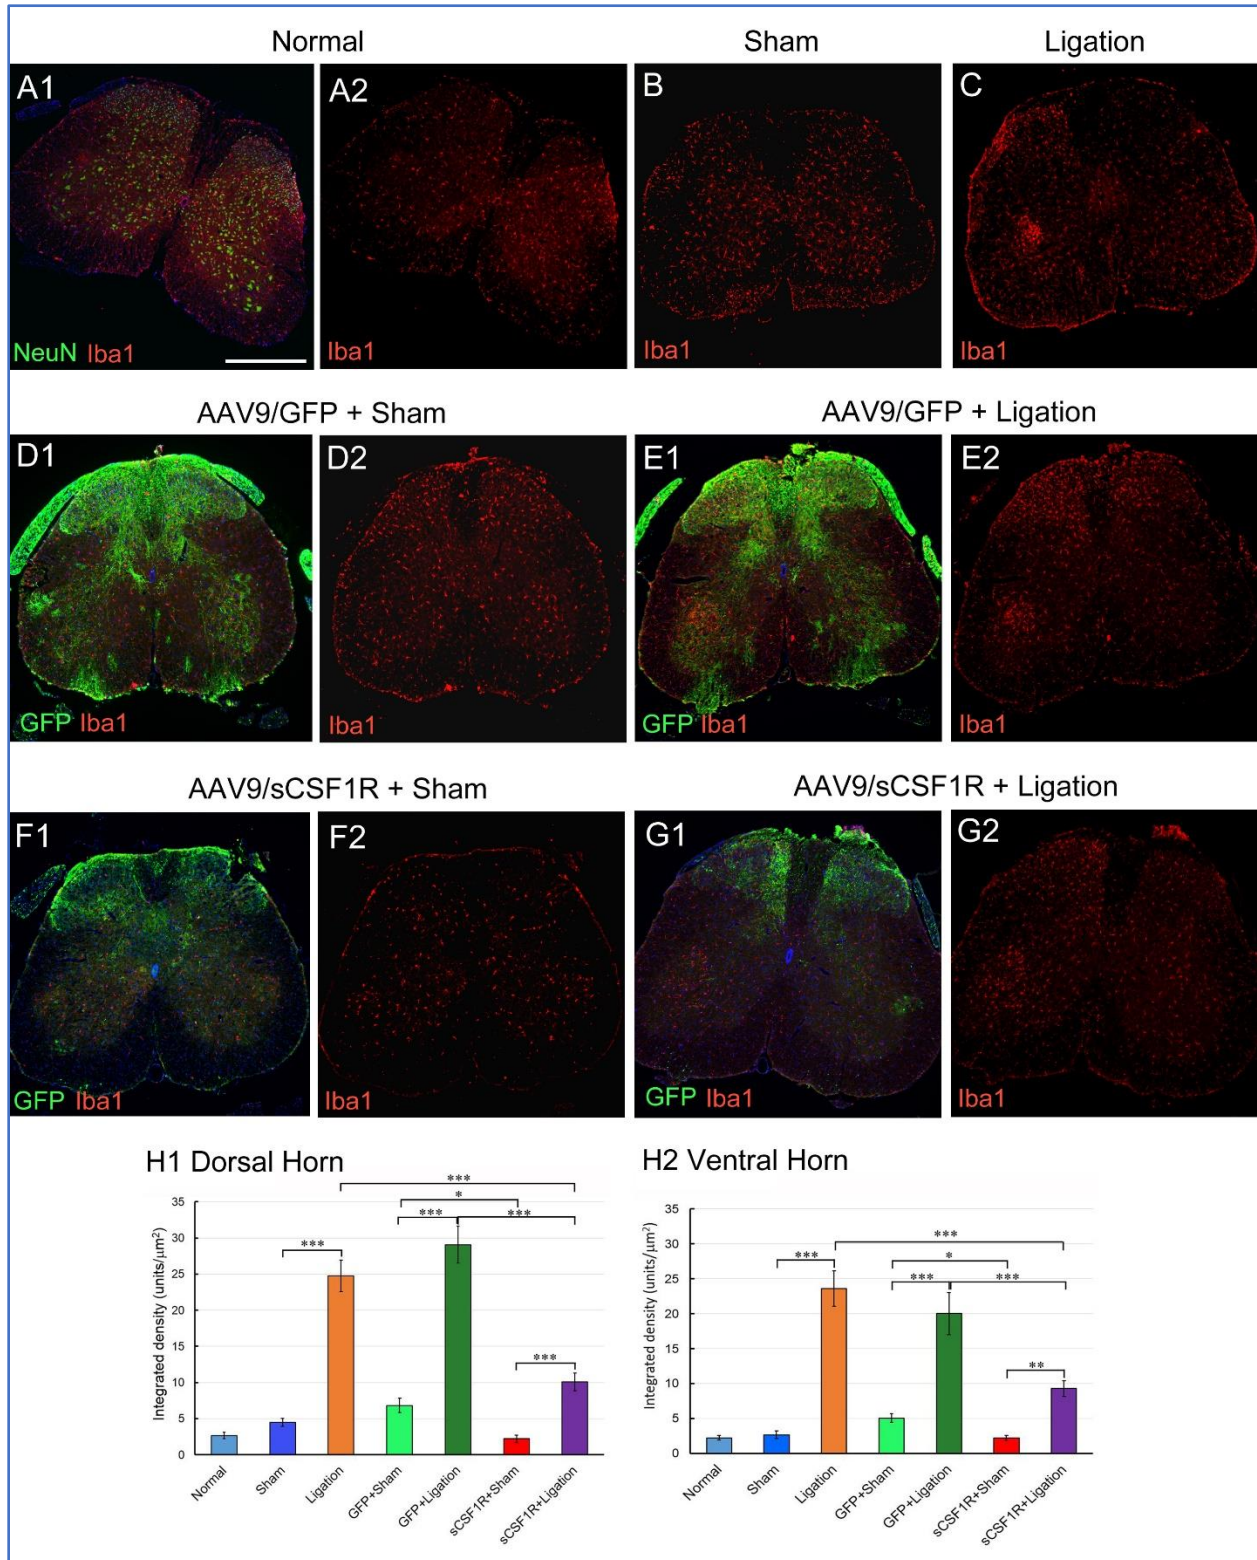 Normal Sham Ligation
A1 A2 B C
NeuN Iba1 Iba1 Iba1 Iba1
AAV9/GFP + Sham AAV9/GFP + Ligation
D1 D2 E1 E2
GFP Iba1 Iba1 GFP Iba1 Iba1
AAV9/sCSF1R + Sham AAV9/sCSF1R + Ligation
F1 F2 G1 G2
GFP Iba1 Iba1 GFP Iba1 Iba1
H1 Dorsal Horn
Integrated density (units/µm²)
35
30
25
20
15
10
5
0
***
***
*
***
***
***
Normal
Sham
Ligation
GFP+Sham
GFP+Ligation
sCSF1R+Sham
sCSF1R+Ligation
H2 Ventral Horn
Integrated density (units/µm²)
35
30
25
20
15
10
5
0
***
***
*
***
***
**
Normal
Sham
Ligation
GFP+Sham
GFP+Ligation
sCSF1R+Sham
sCSF1R+Ligation